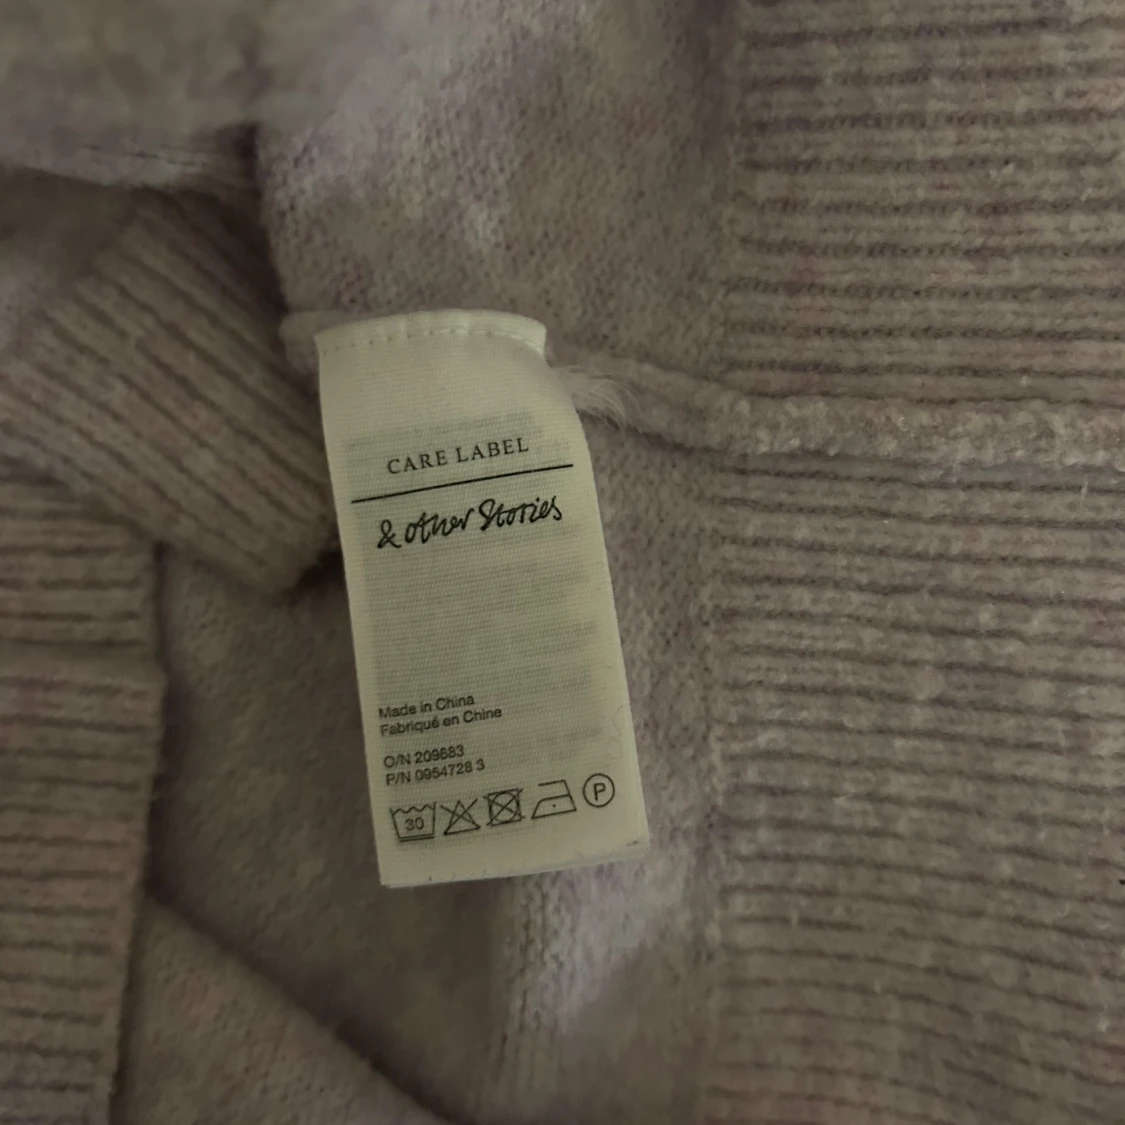 CARE LABEL
& other Stories
Made in China
Fabriqué en Chine
O/N 209683
P/N 0954728 3
30
P